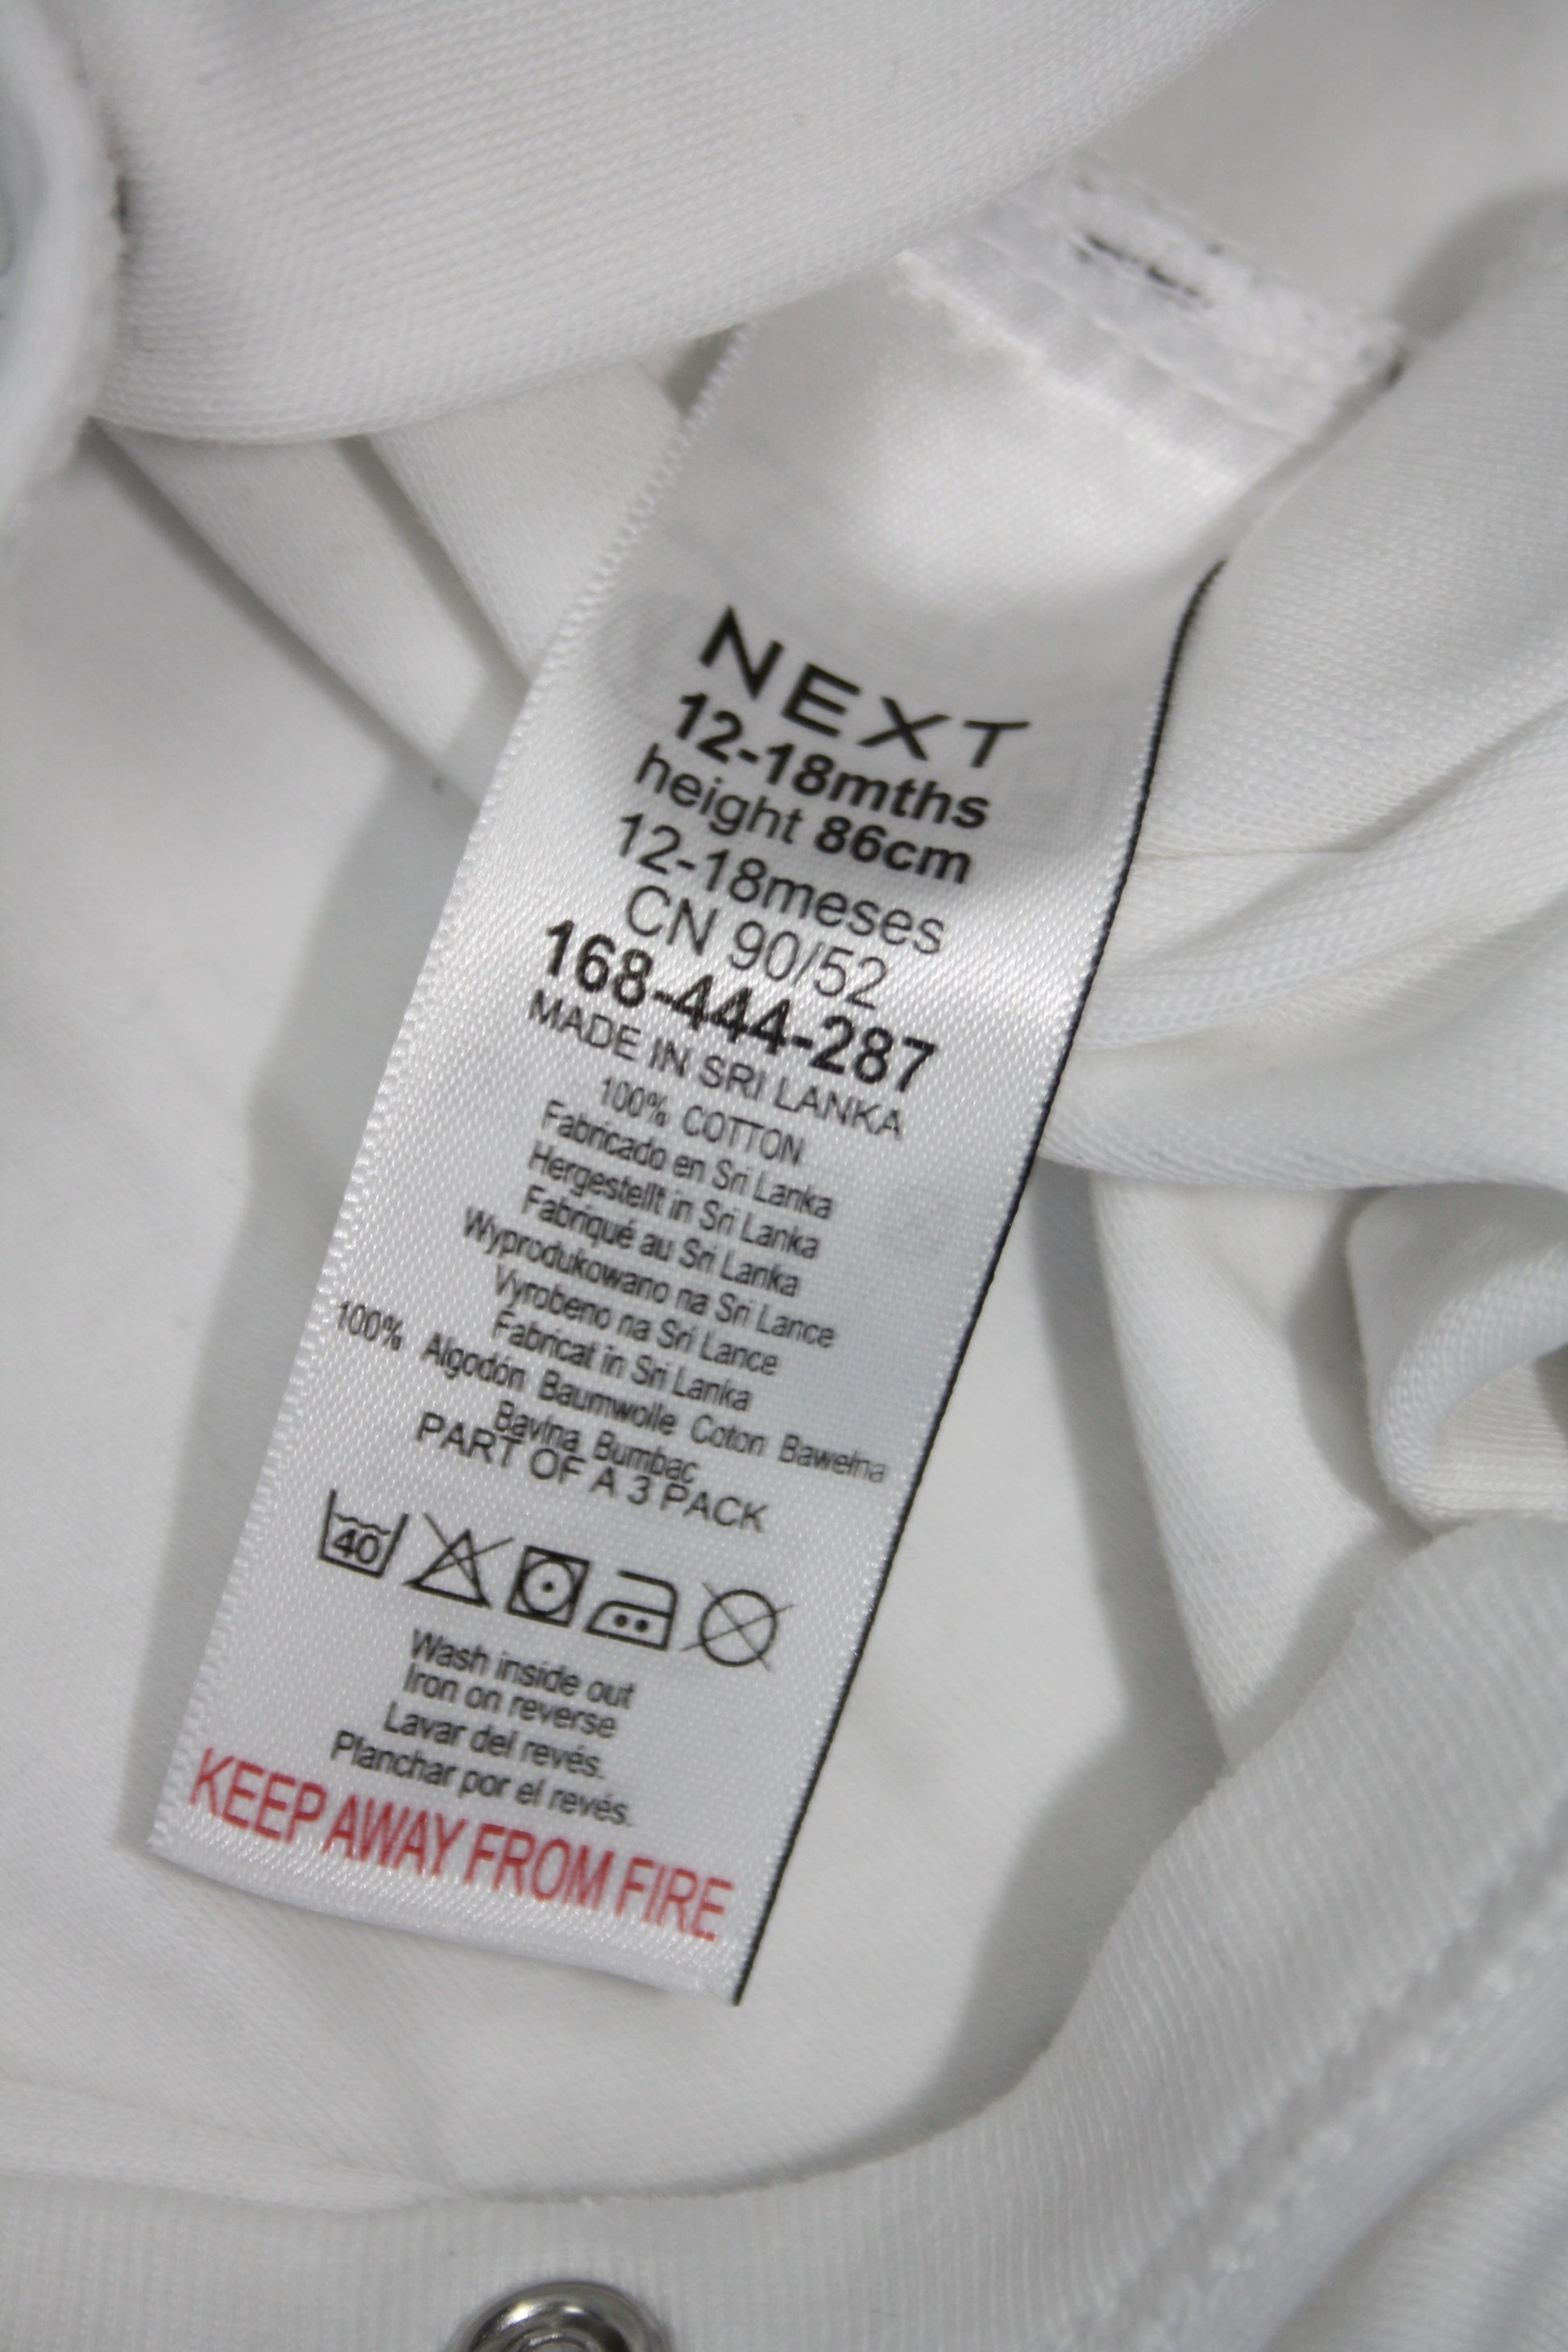 NEXT
12-18mths
height 86cm
12-18meses
CN 90/52
168-444-287
MADE IN SRI LANKA
100% COTTON
Fabricado en Sri Lanka
Hergestellt in Sri Lanka
Fabriqué au Sri Lanka
Wyprodukowano na Sri Lance
Vyrobeno na Sri Lance
Fabricat in Sri Lanka
100% Algodón Baumwolle Coton Bawełna
Bavlna Bumbac
PART OF A 3 PACK
40
Wash inside out
Iron on reverse
Lavar del revés.
Planchar por el revés.
KEEP AWAY FROM FIRE